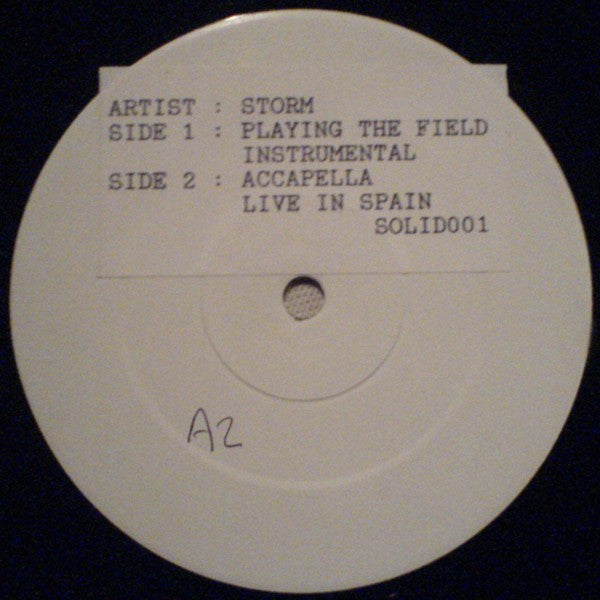 ARTIST : STORM
SIDE 1 : PLAYING THE FIELD
INSTRUMENTAL
SIDE 2 : ACCAPELLA
LIVE IN SPAIN
SOLID001
A2